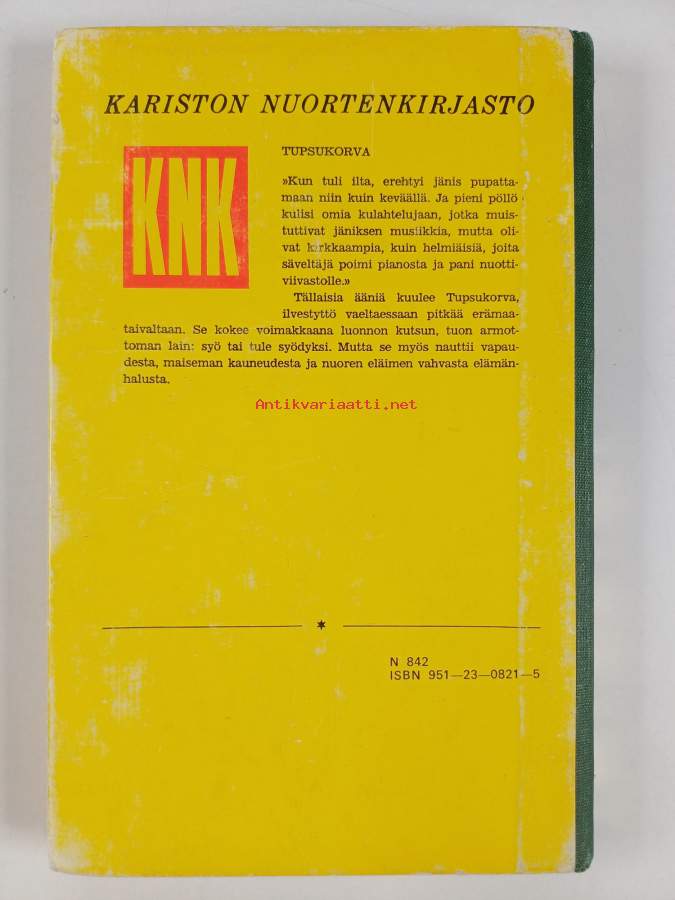 KARISTON NUORTENKIRJASTO
KNK
TUPSUKORVA
»Kun tuli ilta, erehtyi jänis pupatta-
maan niin kuin keväällä. Ja pieni pöllö
kulisi omia kulahtelujaan, jotka muis-
tuttivat jäniksen musiikkia, mutta oli-
vat kirkkaampia, kuin helmiäisiä, joita
säveltäjä poimi pianosta ja pani nuotti-
viivastolle.»
Tällaisia ääniä kuulee Tupsukorva,
ilvestyttö vaeltaessaan pitkää erämaa-
taivaltaan. Se kokee voimakkaana luonnon kutsun, tuon armot-
toman lain: syö tai tule syödyksi. Mutta se myös nauttii vapau-
desta, maiseman kauneudesta ja nuoren eläimen vahvasta elämän-
halusta.
Antikvariaatti.net
N 842
ISBN 951—23—0821—5